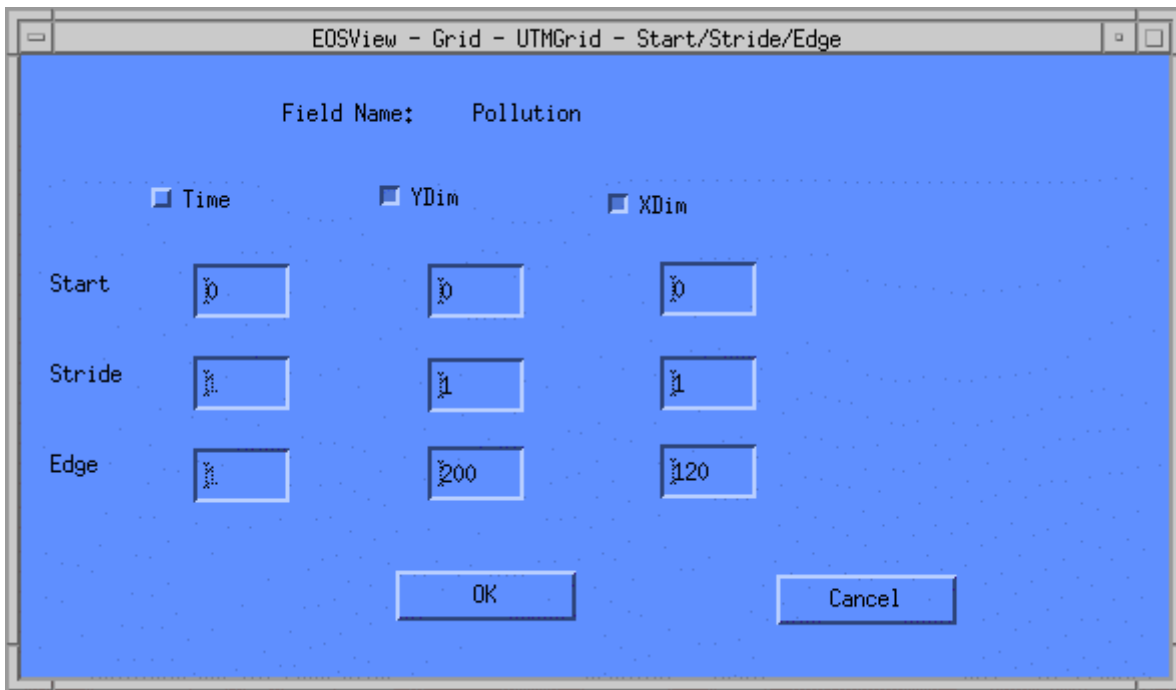 EOSView - Grid - UTMGrid - Start/Stride/Edge
Field Name: Pollution
Time YDim XDim
Start 0 0 0
Stride 1 1 1
Edge 1 200 120
OK Cancel